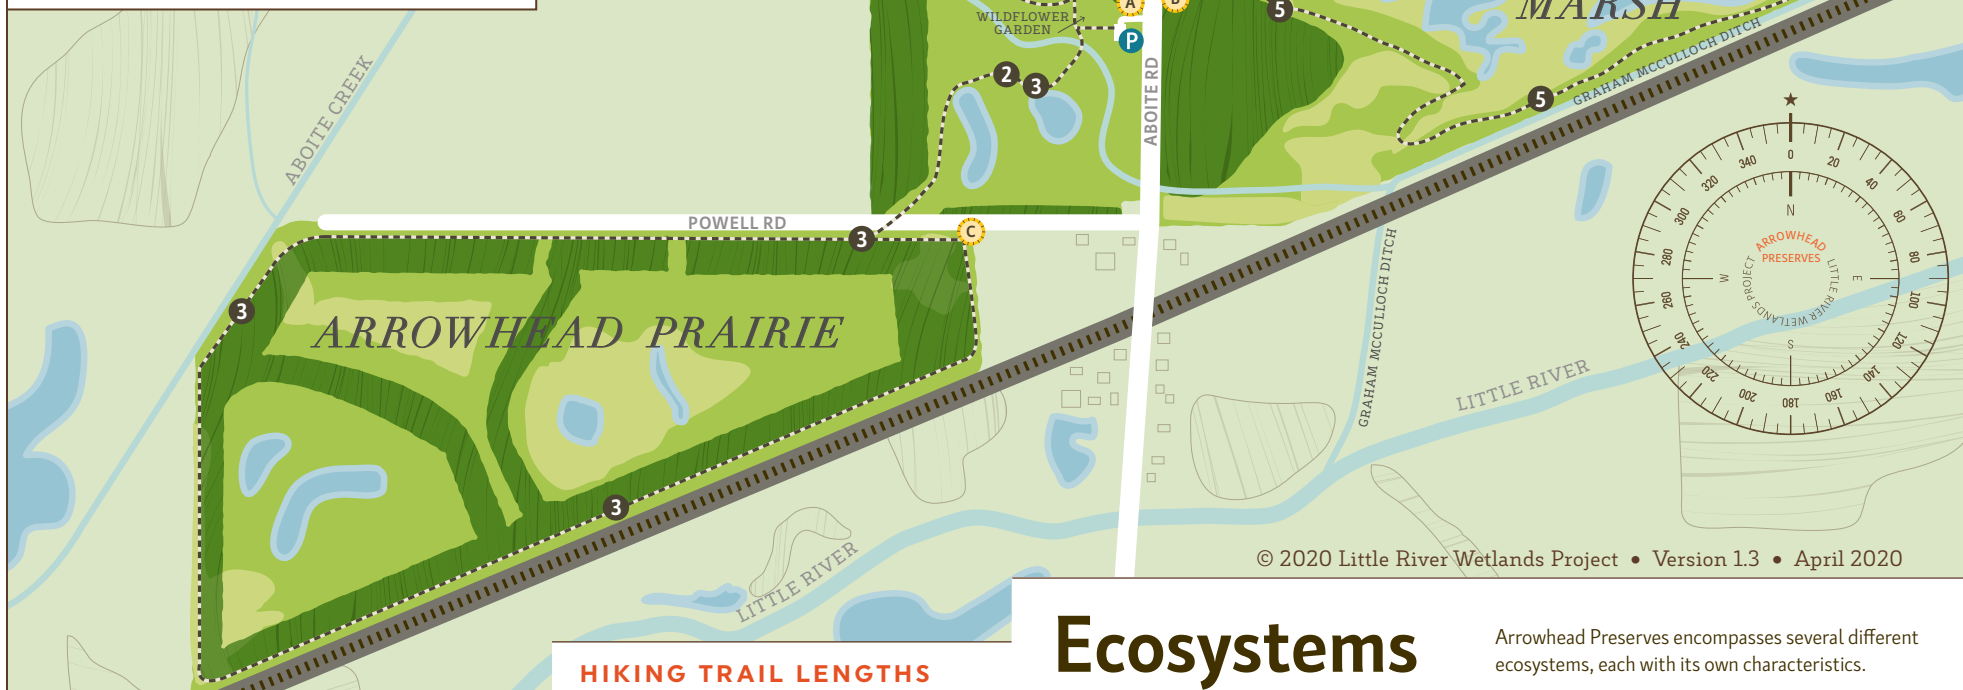 A
B
5
MARSH
WILDFLOWER
GARDEN
P
2
3
ABOITE RD
GRAHAM MCCULLOCH DITCH
5
ABOITE CREEK
POWELL RD
3
C
3
ARROWHEAD PRAIRIE
3
GRAHAM MCCULLOCH DITCH
LITTLE RIVER
LITTLE RIVER
0
20
40
60
80
100
120
140
160
180
200
220
240
260
280
300
320
340
N
E
S
W
ARROWHEAD
PRESERVES
LITTLE RIVER WETLANDS PROJECT
© 2020 Little River Wetlands Project • Version 1.3 • April 2020
HIKING TRAIL LENGTHS
Ecosystems
Arrowhead Preserves encompasses several different
ecosystems, each with its own characteristics.